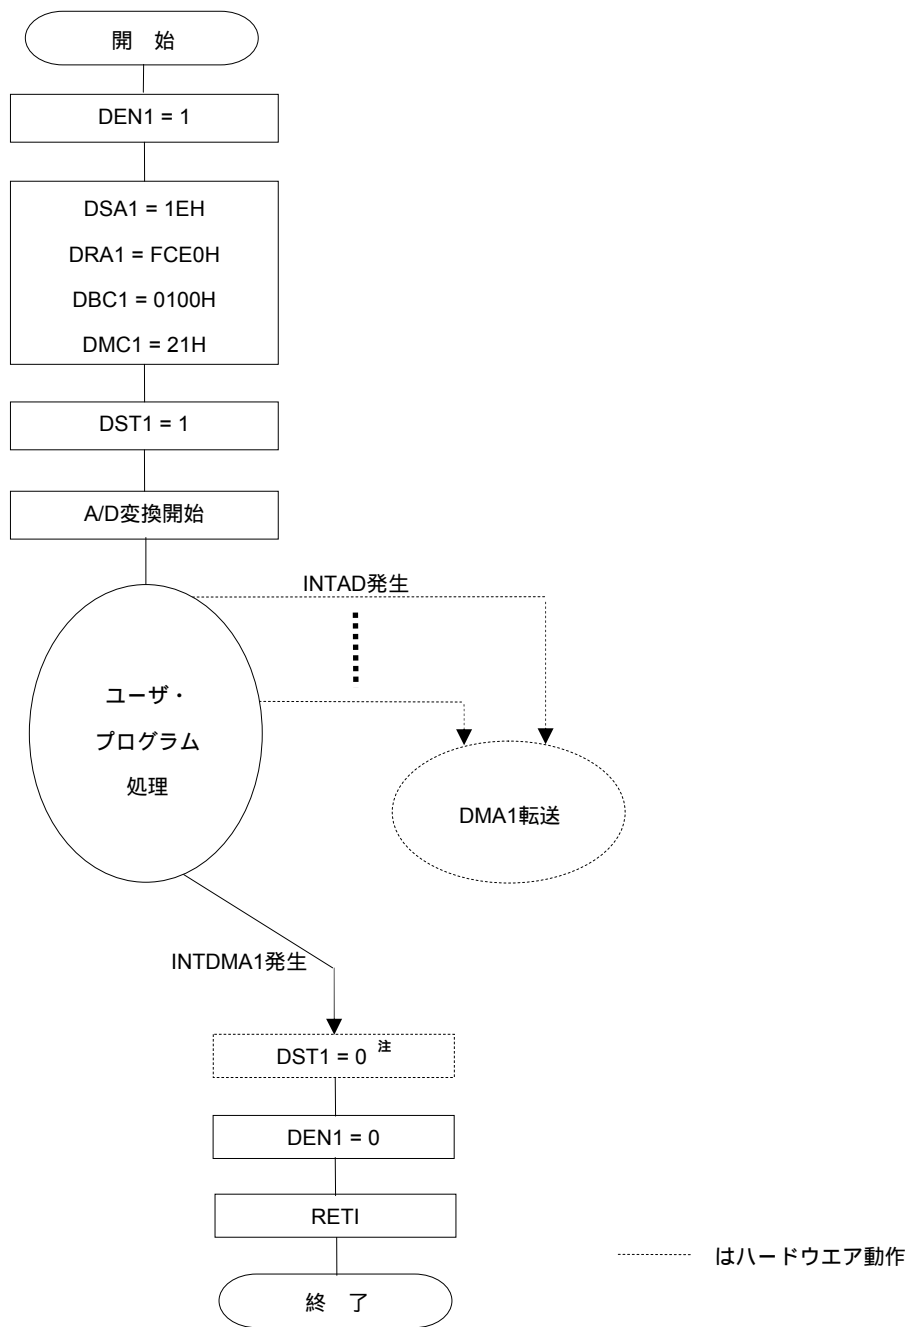 開 始
DEN1 = 1
DSA1 = 1EH
DRA1 = FCE0H
DBC1 = 0100H
DMC1 = 21H
DST1 = 1
A/D変換開始
INTAD発生
ユーザ・
プログラム
処理
DMA1転送
INTDMA1発生
DST1 = 0 注
DEN1 = 0
RETI
はハードウエア動作
終 了